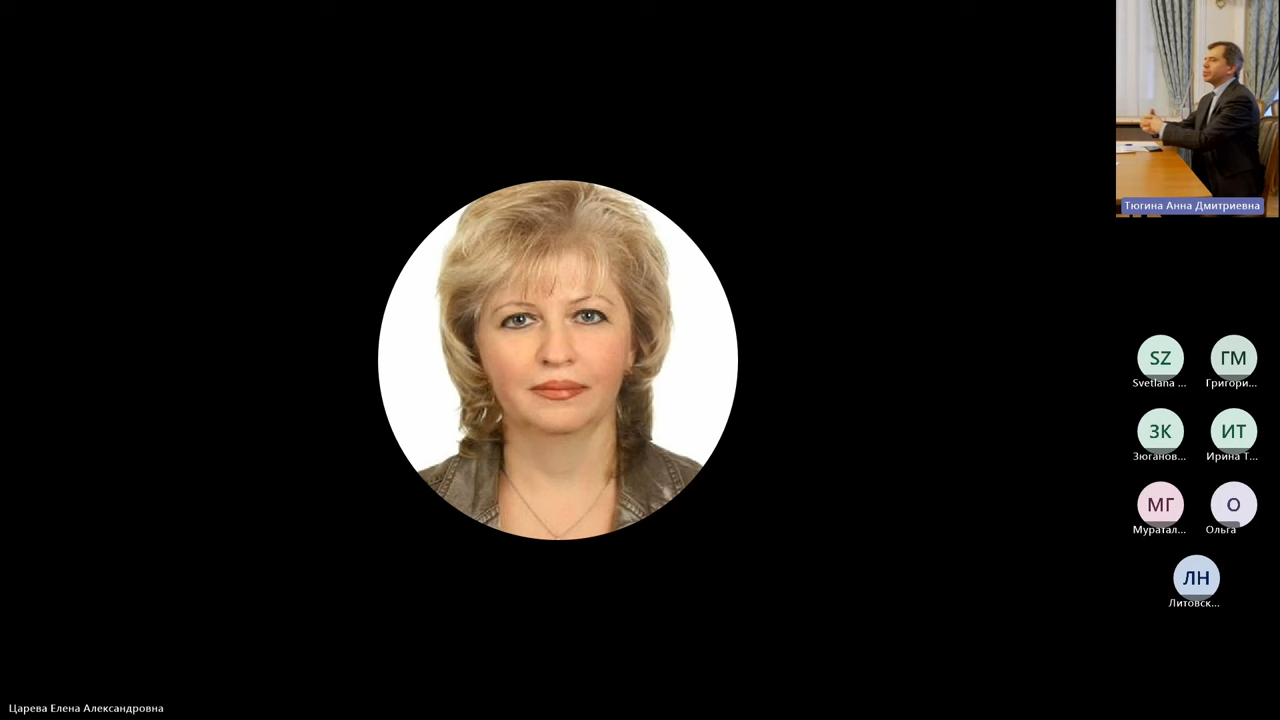 Тюгина Анна Дмитриевна
SZ
ГМ
Svetlana ...
Григори...
ЗК
ИТ
Зюганов...
Ирина Т...
МГ
О
Муратал...
Ольга
ЛН
Литовск...
Царева Елена Александровна